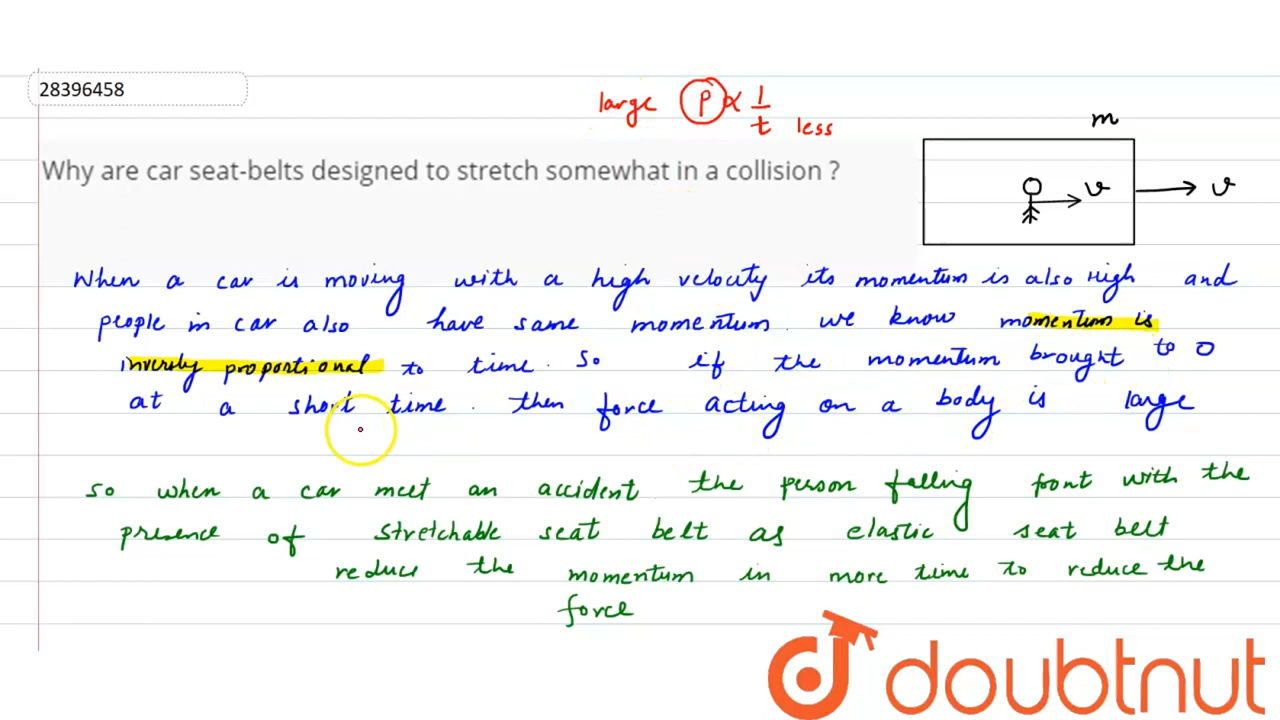 28396458
large p ∝ 1/t less
m
Why are car seat-belts designed to stretch somewhat in a collision ?
v
v
When a car is moving with a high velocity its momentum is also High and
people in car also have same momentum. we know momentum is
inversly proportional to time. So if the momentum brought to 0
at a short time. then force acting on a body is large
so when a car meet an accident. the person falling front with the
presence of stretchable seat belt as elastic seat belt
reduce the momentum in more time to reduce the
force
doubtnut